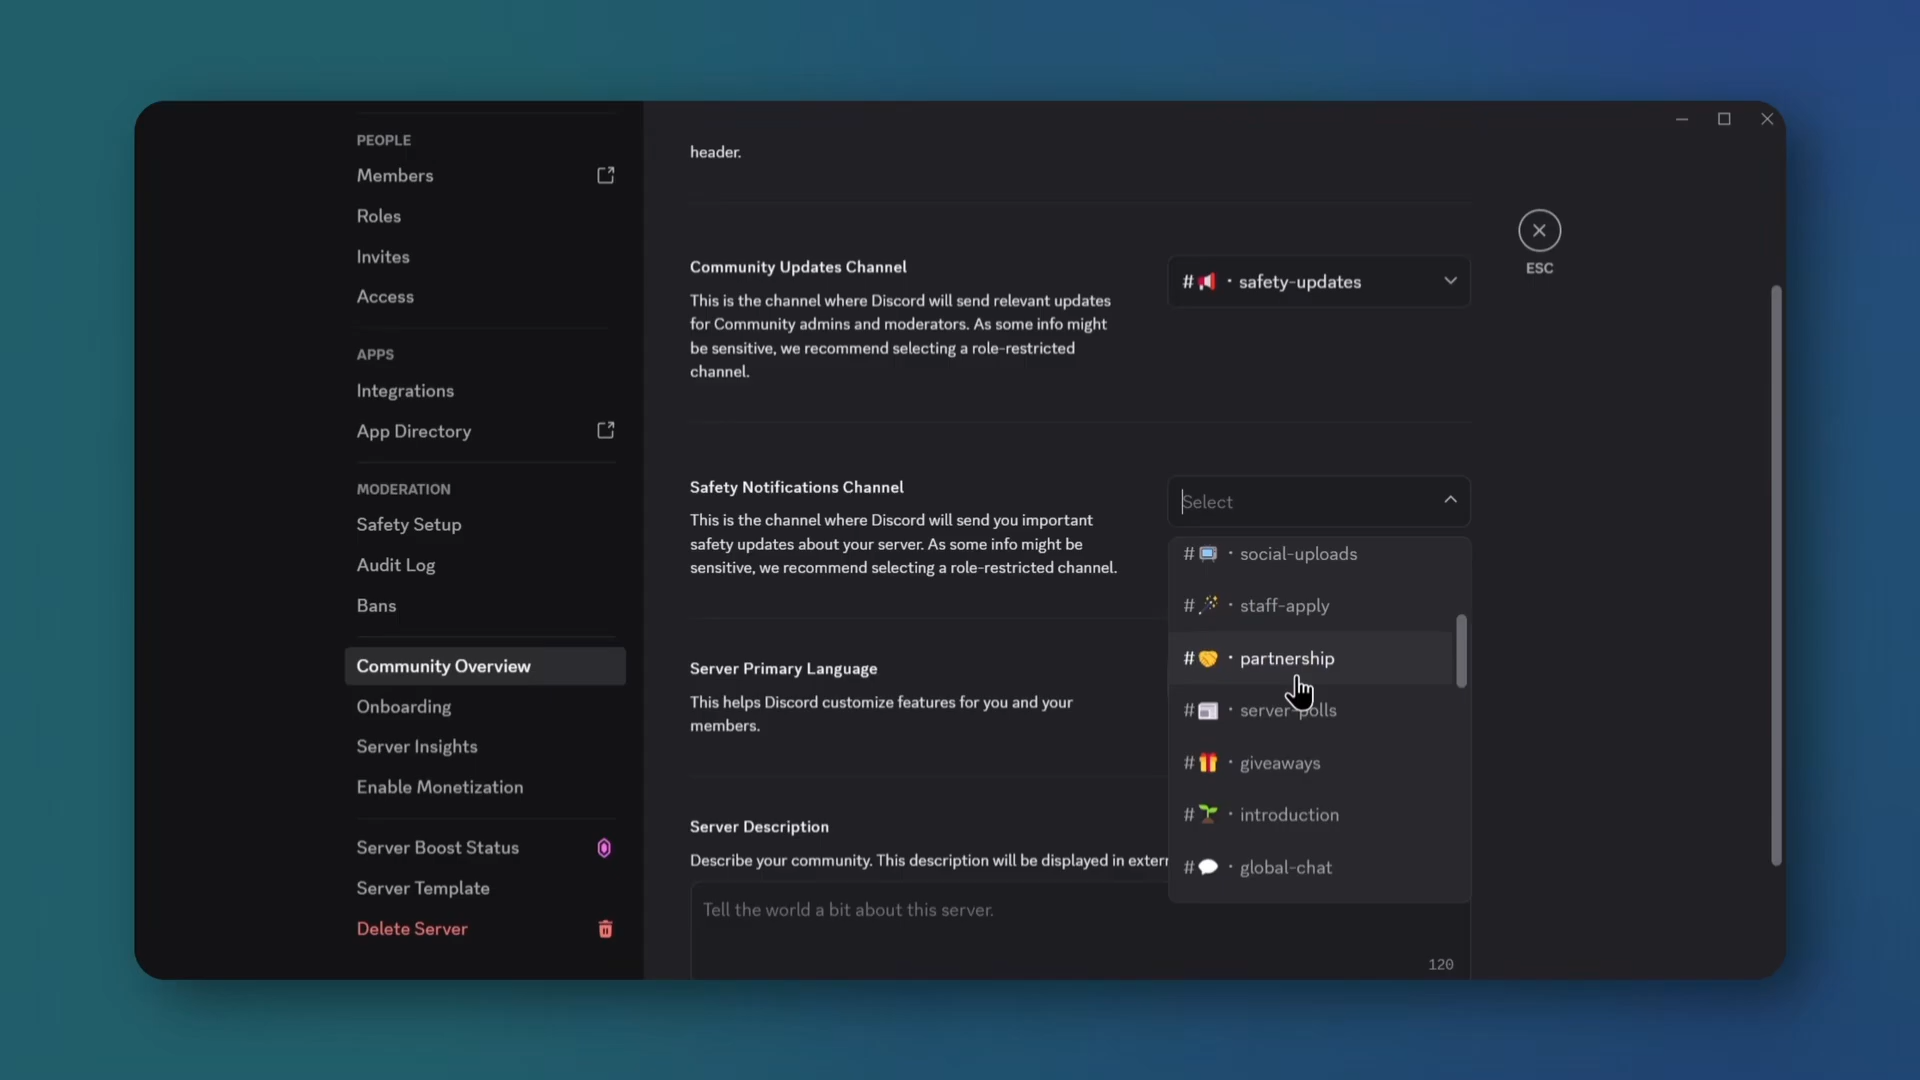 PEOPLE
Members
Roles
Invites
Access
APPS
Integrations
App Directory
MODERATION
Safety Setup
Audit Log
Bans
Community Overview
Onboarding
Server Insights
Enable Monetization
Server Boost Status
Server Template
Delete Server
header.
Community Updates Channel
This is the channel where Discord will send relevant updates
for Community admins and moderators. As some info might
be sensitive, we recommend selecting a role-restricted
channel.
#📢・safety-updates
Safety Notifications Channel
This is the channel where Discord will send you important
safety updates about your server. As some info might be
sensitive, we recommend selecting a role-restricted channel.
Select
#・social-uploads
#・staff-apply
#・partnership
#・server-polls
#・giveaways
#・introduction
#・global-chat
Server Primary Language
This helps Discord customize features for you and your
members.
Server Description
Describe your community. This description will be displayed in extern
Tell the world a bit about this server.
120
ESC